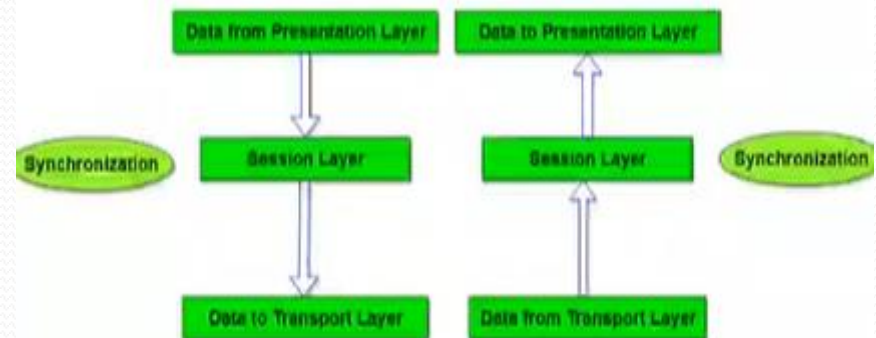 Data from Presentation Layer
Data to Presentation Layer
Synchronization
Session Layer
Session Layer
Synchronization
Data to Transport Layer
Data from Transport Layer